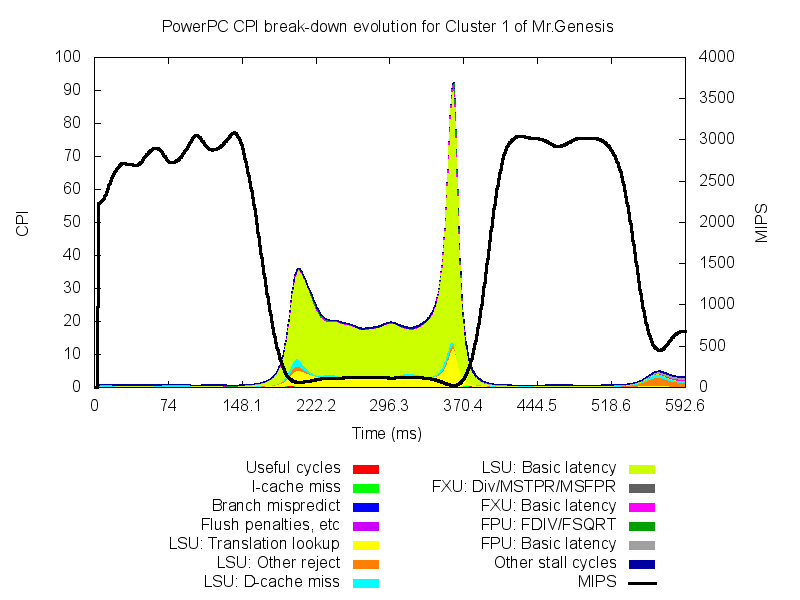 PowerPC CPI break-down evolution for Cluster 1 of Mr.Genesis
100 4000
90 3500
80 3000
70 2500
60 2000
50 1500
40 1000
30 500
20 0
10
0
CPI
MIPS
0 74 148.1 222.2 296.3 370.4 444.5 518.6 592.6
Time (ms)
Useful cycles
I-cache miss
Branch mispredict
Flush penalties, etc
LSU: Translation lookup
LSU: Other reject
LSU: D-cache miss
LSU: Basic latency
FXU: Div/MSTPR/MSFPR
FXU: Basic latency
FPU: FDIV/FSQRT
FPU: Basic latency
Other stall cycles
MIPS